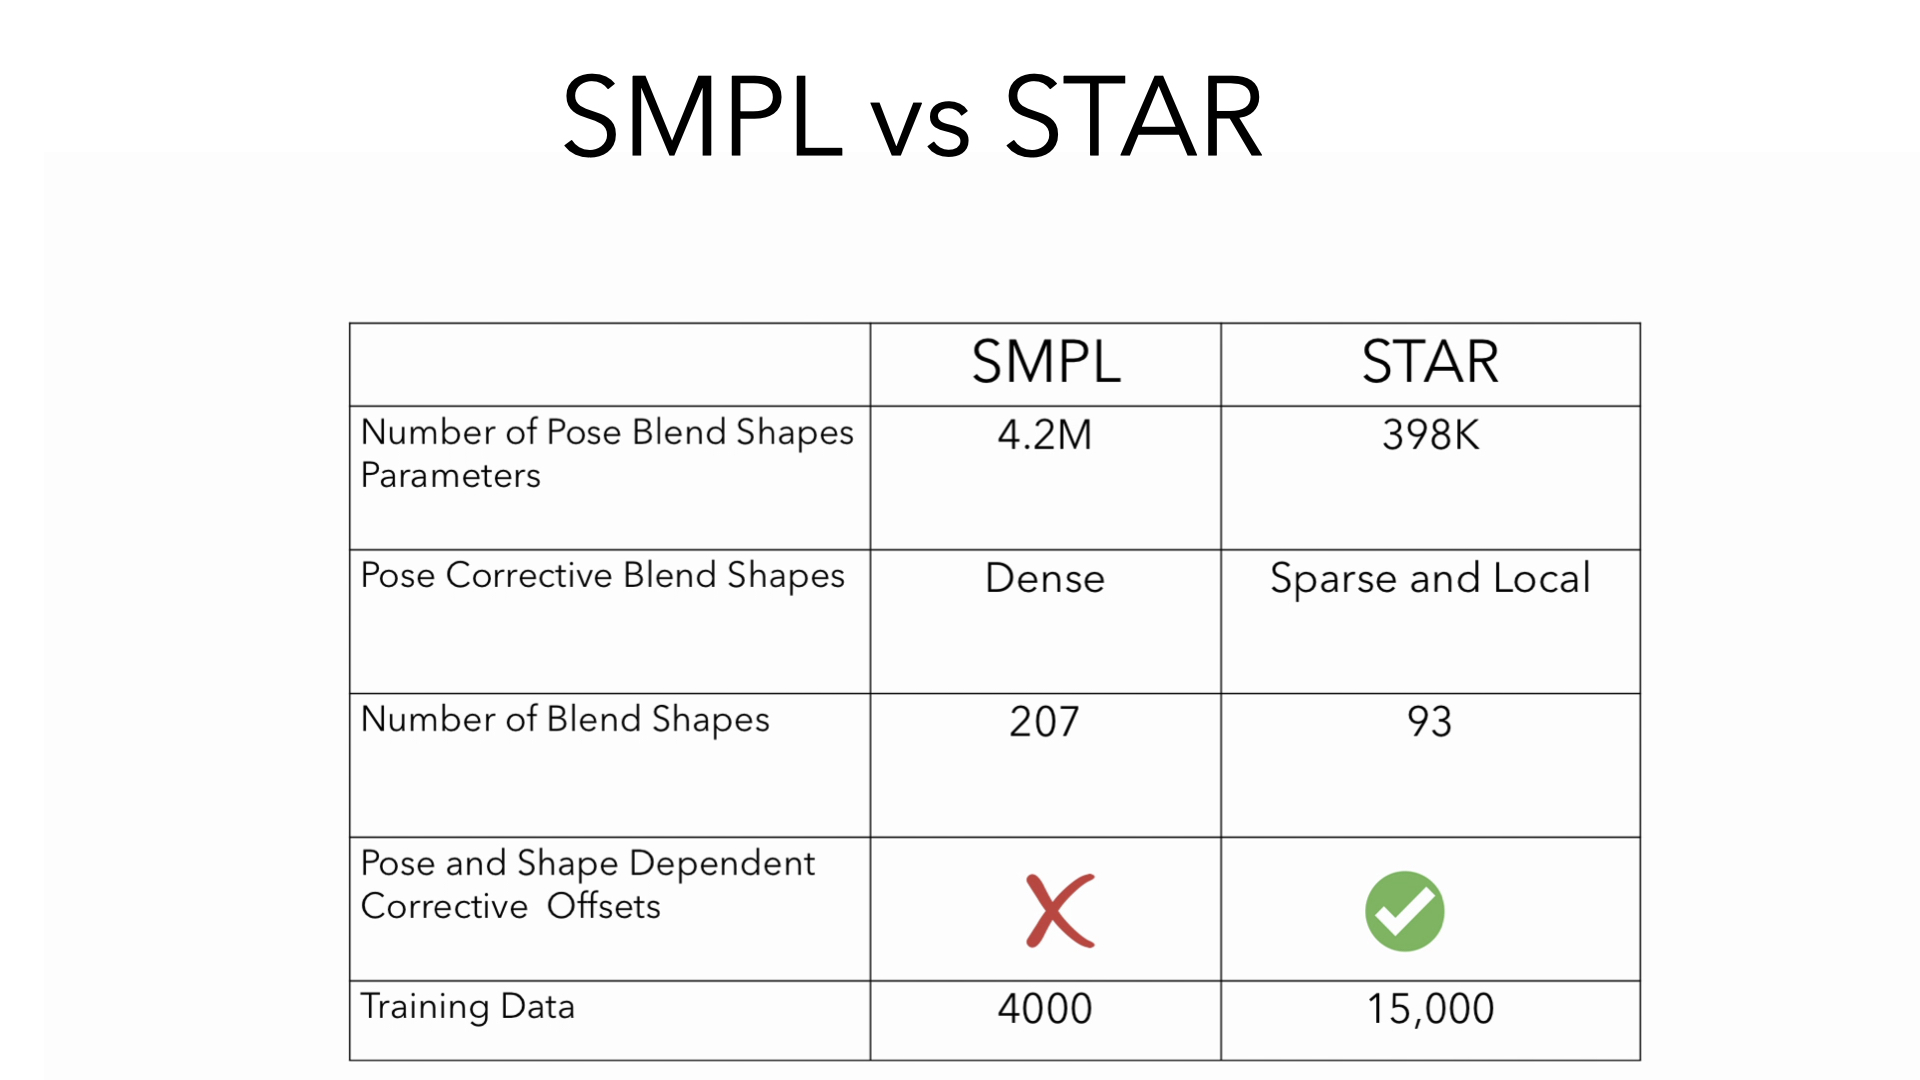 SMPL vs STAR
SMPL STAR
Number of Pose Blend Shapes 4.2M 398K
Parameters
Pose Corrective Blend Shapes Dense Sparse and Local
Number of Blend Shapes 207 93
Pose and Shape Dependent
Corrective Offsets
Training Data 4000 15,000